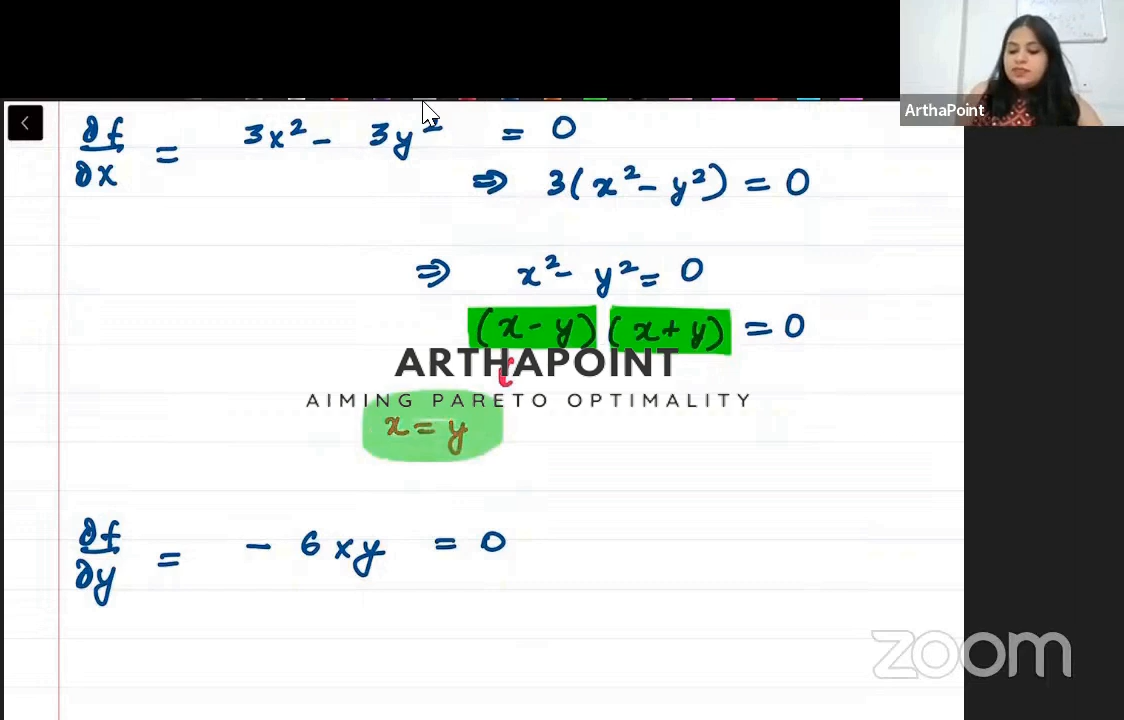 ArthaPoint
∂f/∂x = 3x² - 3y² = 0
⇒ 3(x² - y²) = 0
⇒ x² - y² = 0
(x - y) (x + y) = 0
ARTHAPOINT
AIMING PARETO OPTIMALITY
x = y
∂f/∂y = - 6xy = 0
zoom